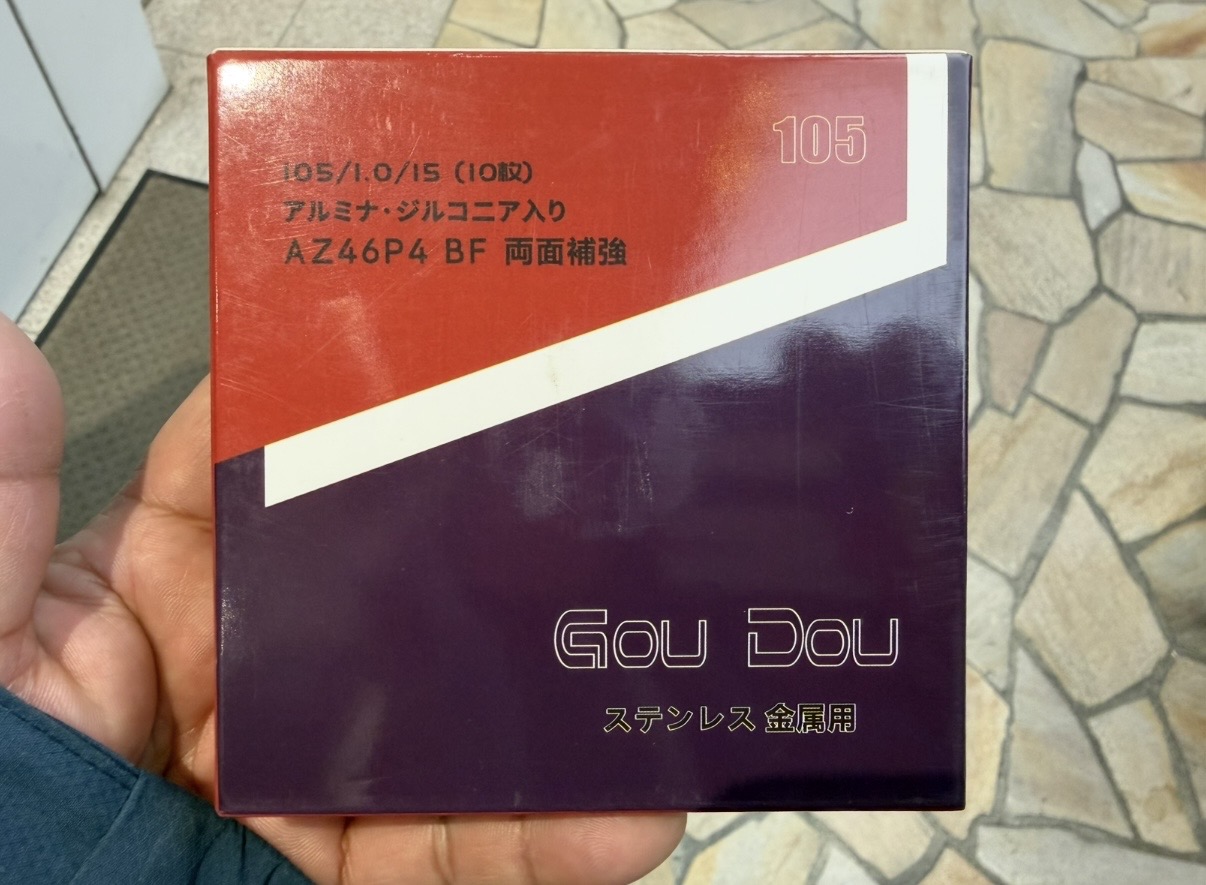 105
105/1.0/15 (10枚)
アルミナ・ジルコニア入り
AZ46P4 BF 両面補強
GOU DOU
ステンレス 金属用